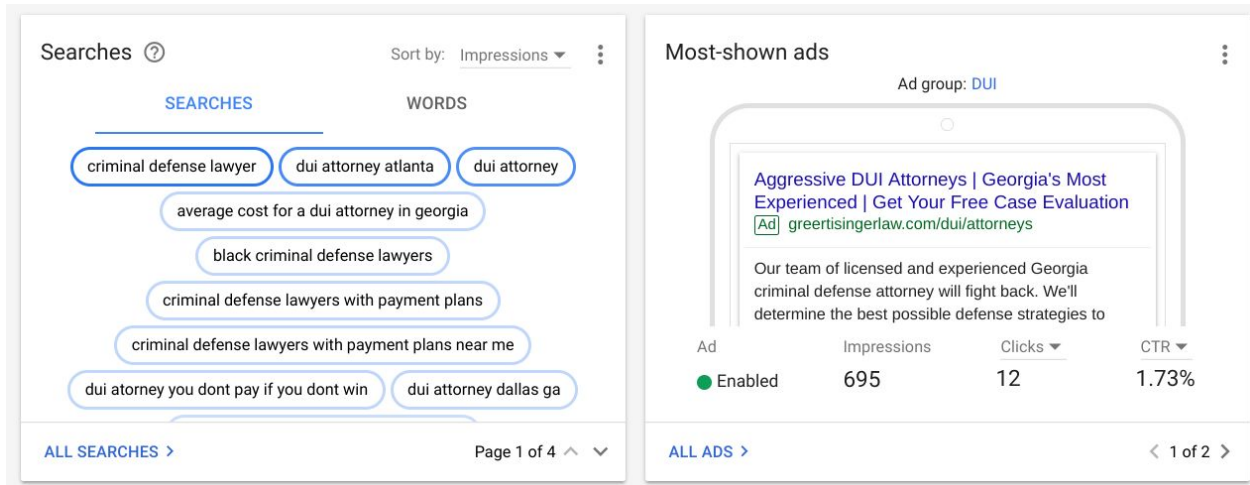 Searches
Sort by: Impressions
SEARCHES WORDS
criminal defense lawyer dui attorney atlanta dui attorney
average cost for a dui attorney in georgia
black criminal defense lawyers
criminal defense lawyers with payment plans
criminal defense lawyers with payment plans near me
dui atorney you dont pay if you dont win dui attorney dallas ga
ALL SEARCHES Page 1 of 4
Most-shown ads
Ad group: DUI
Aggressive DUI Attorneys | Georgia's Most
Experienced | Get Your Free Case Evaluation
Ad greertisingerlaw.com/dui/attorneys
Our team of licensed and experienced Georgia
criminal defense attorney will fight back. We'll
determine the best possible defense strategies to
Ad Impressions Clicks CTR
Enabled 695 12 1.73%
ALL ADS 1 of 2